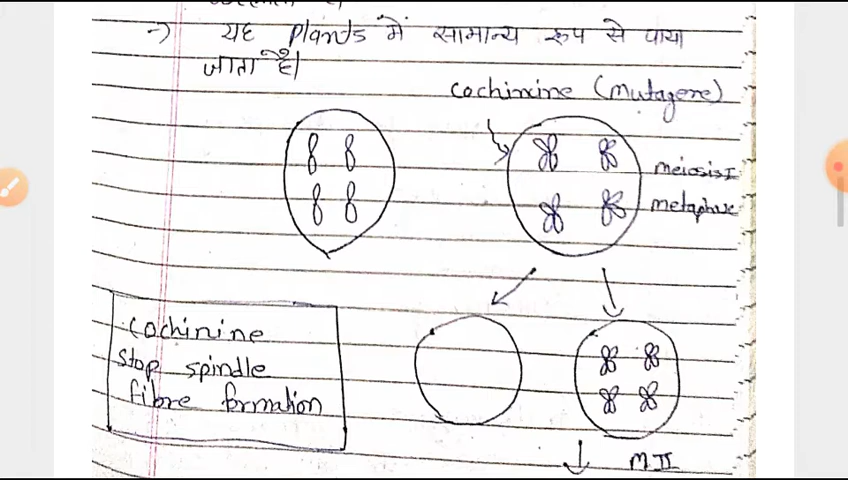 → यह plants में सामान्य रूप से पाया
जाता है।
cochinine (mutagene)
meiosis I
metaphase
cochinine
stop spindle
fibre formation
M II